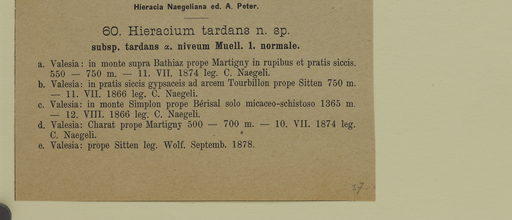 Hieracia Naegeliana ed. A. Peter.
60. Hieracium tardans n. sp.
subsp. tardans α. niveum Muell. 1. normale.
a. Valesia: in monte supra Bathiaz prope Martigny in rupibus et pratis siccis.
550 — 750 m. — 11. VII. 1874 leg. C. Naegeli.
b. Valesia: in pratis siccis gypsaceis ad arcem Tourbillon prope Sitten 750 m.
— 11. VII. 1866 leg. C. Naegeli.
c. Valesia: in monte Simplon prope Bérisal solo micaceo-schistoso 1365 m.
— 12. VIII. 1866 leg. C. Naegeli.
d. Valesia: Charat prope Martigny 500 — 700 m. — 10. VII. 1874 leg.
C. Naegeli.
e. Valesia: prope Sitten leg. Wolf. Septemb. 1878.